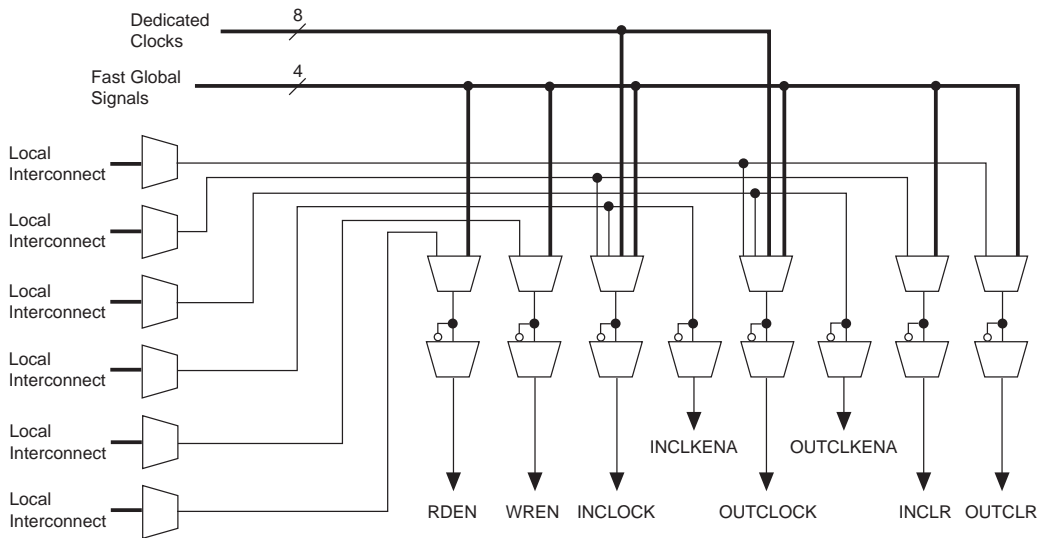 Dedicated
Clocks
8
Fast Global
Signals
4
Local
Interconnect
Local
Interconnect
Local
Interconnect
Local
Interconnect
Local
Interconnect
Local
Interconnect
INCLKENA
OUTCLKENA
RDEN
WREN
INCLOCK
OUTCLOCK
INCLR
OUTCLR